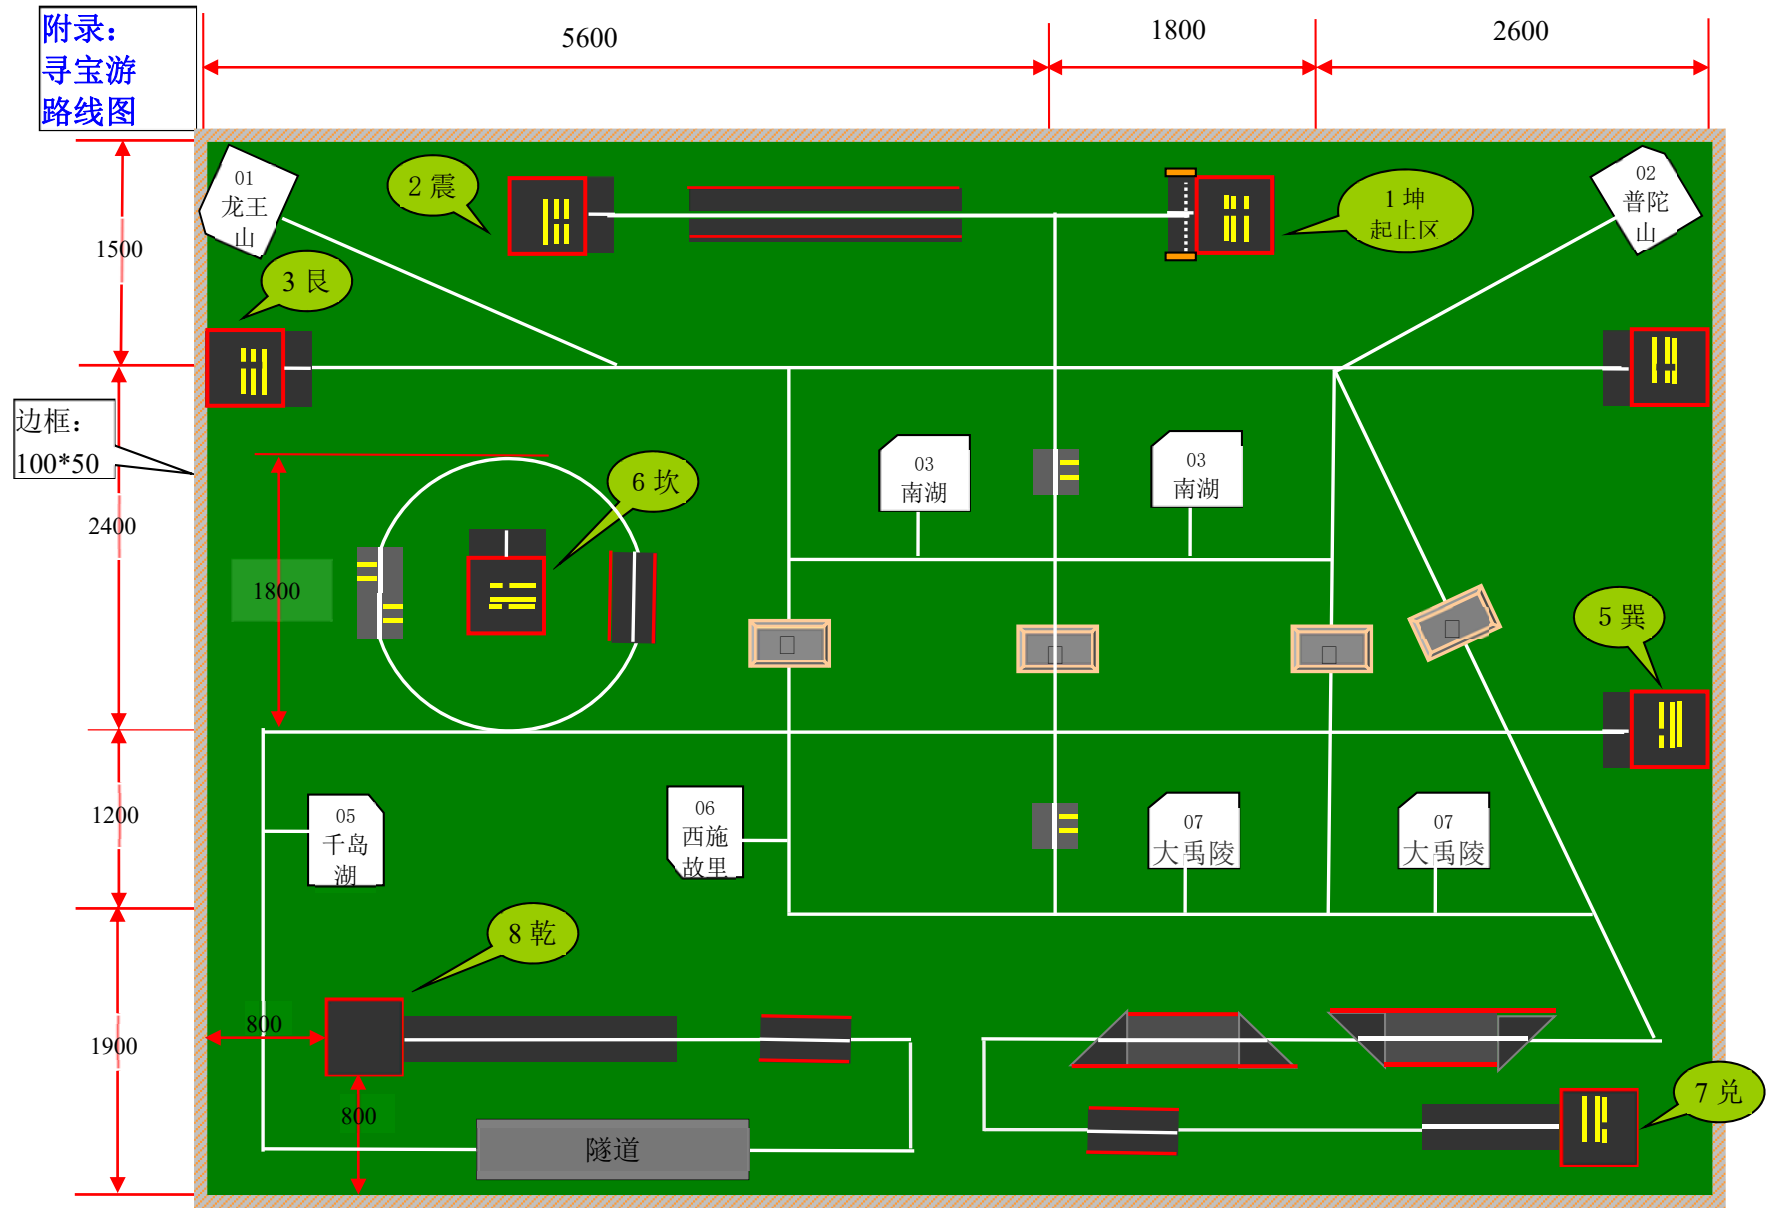 附录：
寻宝游
路线图
5600
1800
2600
01
龙王
山
2 震
1 坤
起止区
02
普陀
山
1500
3 艮
边框：
100*50
03
南湖
03
南湖
6 坎
2400
1800
5 巽
1200
05
千岛
湖
06
西施
故里
07
大禹陵
07
大禹陵
8 乾
800
1900
800
隧道
7 兑